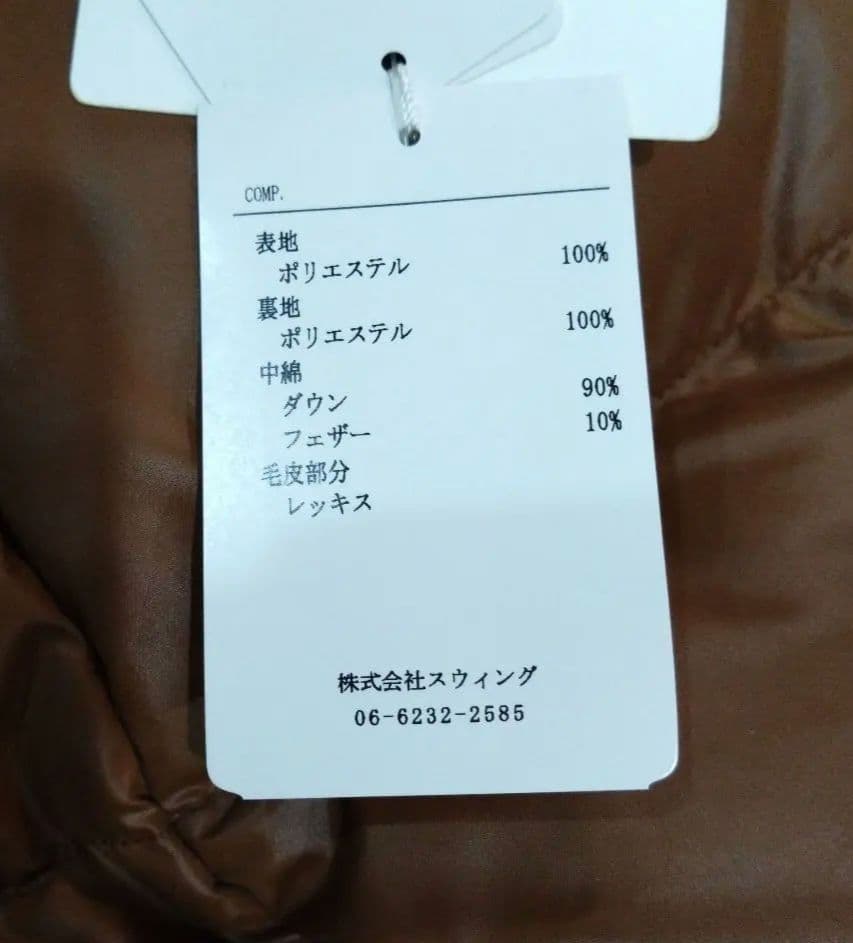 COMP.
表地
ポリエステル 100%
裏地
ポリエステル 100%
中綿
ダウン 90%
フェザー 10%
毛皮部分
レッキス
株式会社スウィング
06-6232-2585